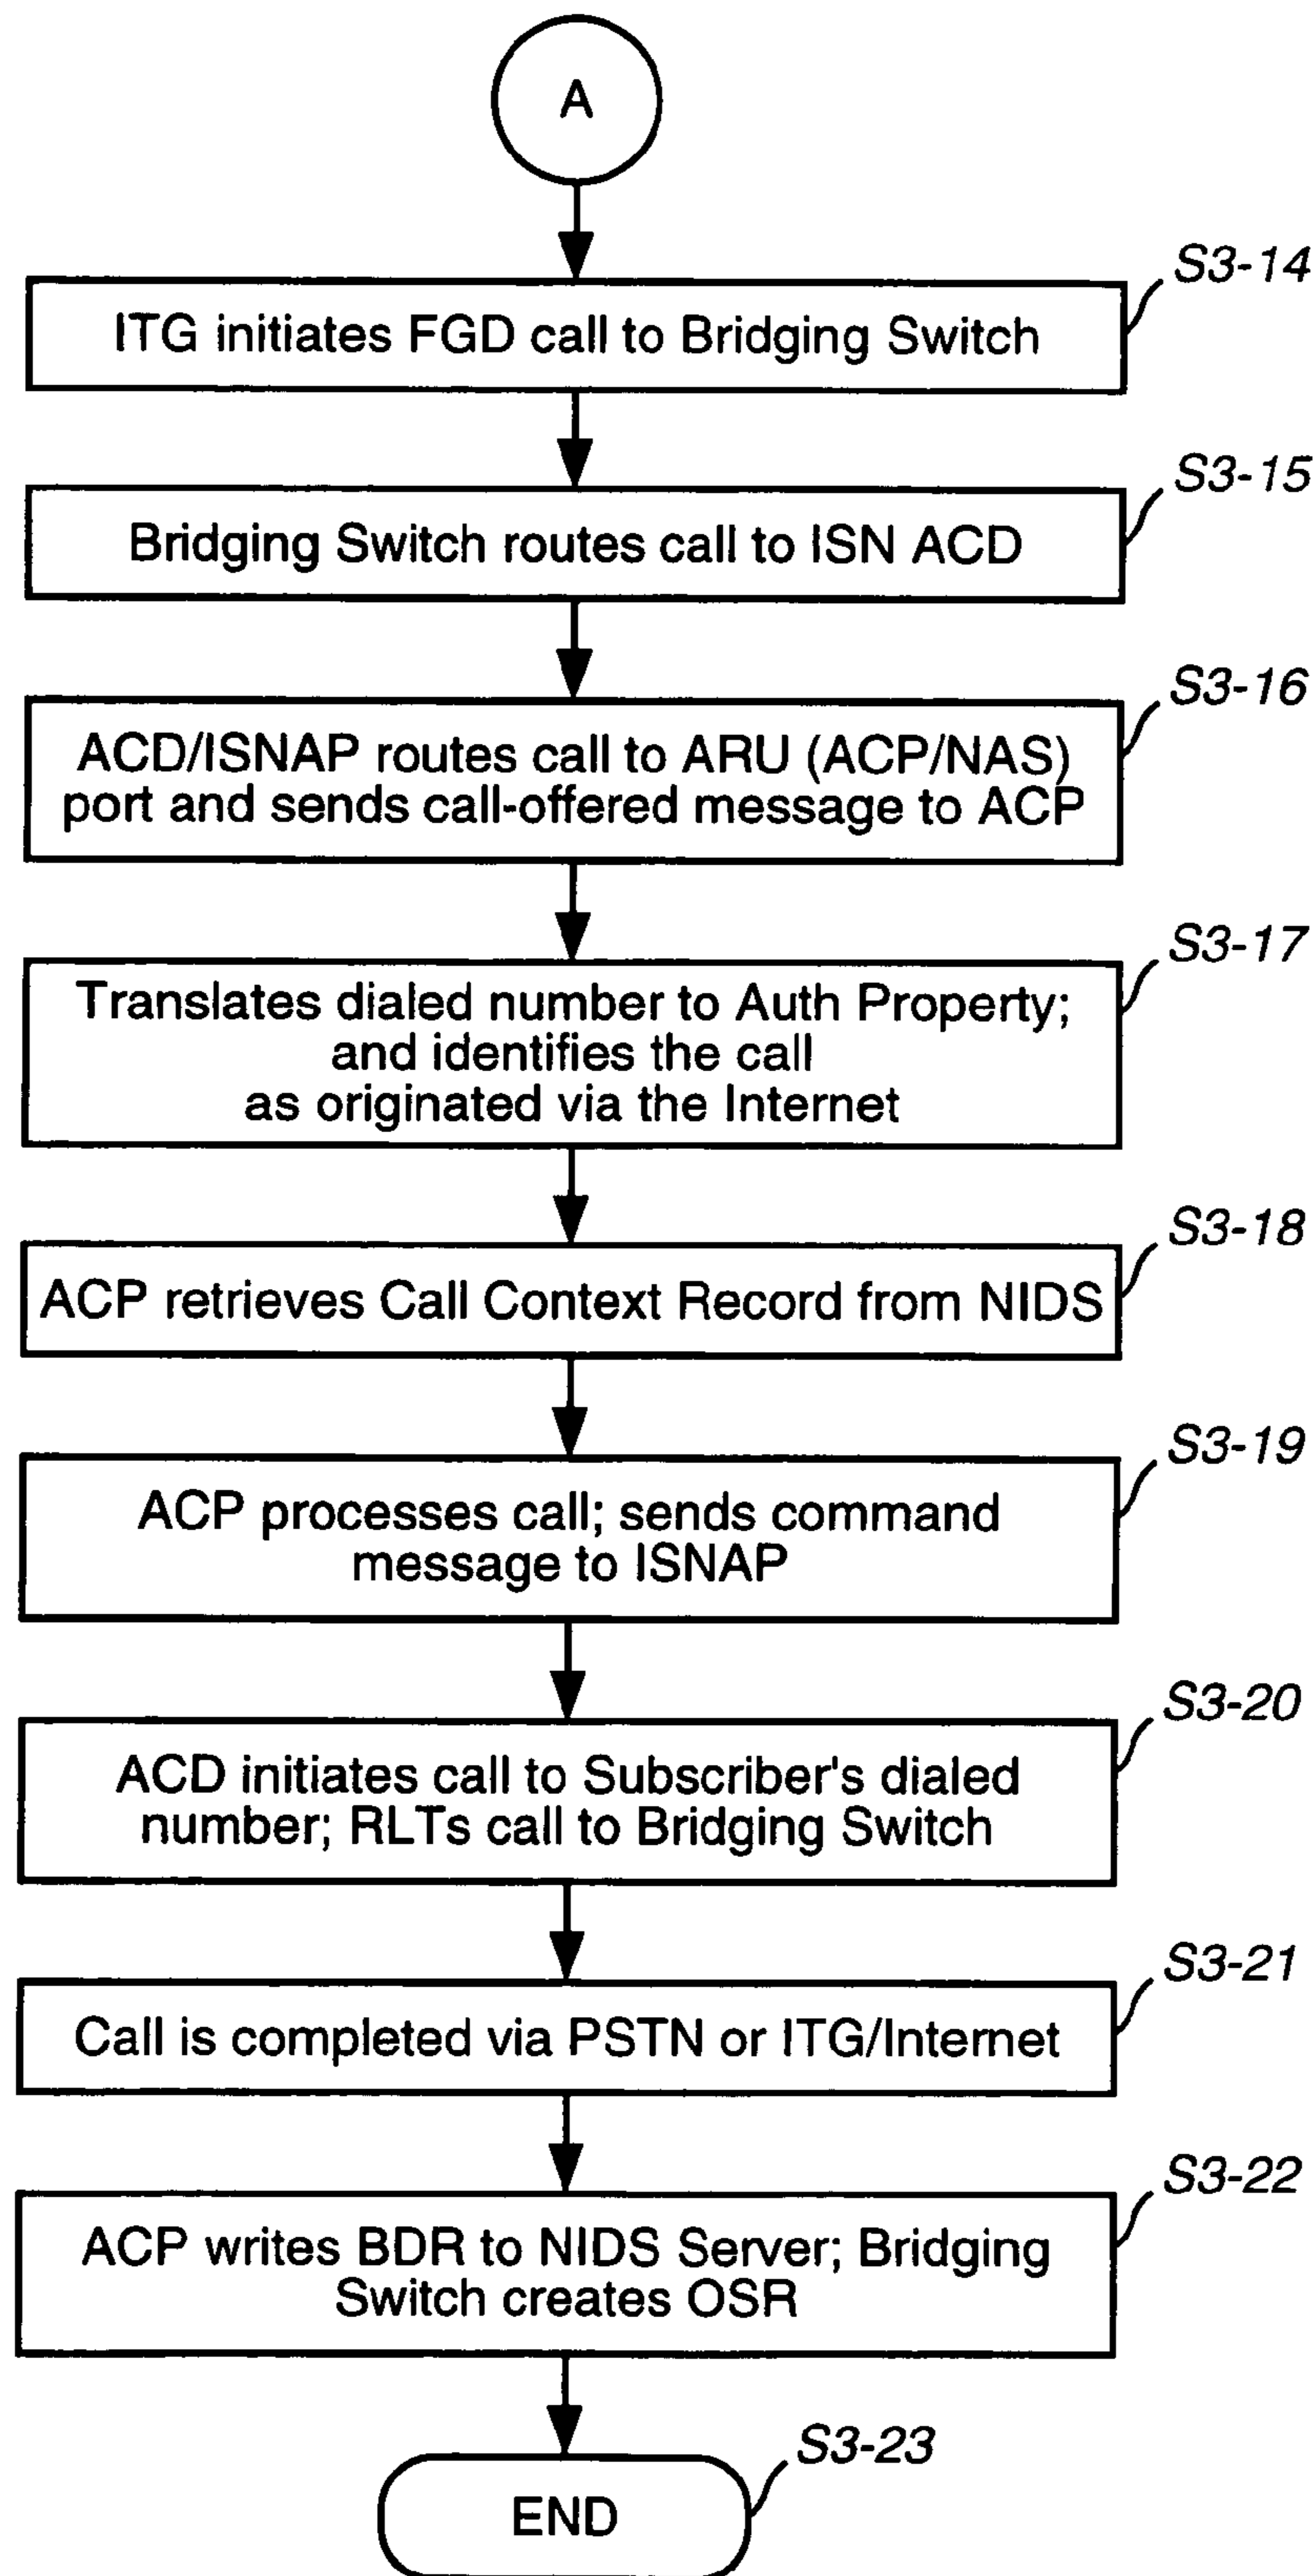 A
S3-14
ITG initiates FGD call to Bridging Switch
S3-15
Bridging Switch routes call to ISN ACD
S3-16
ACD/ISNAP routes call to ARU (ACP/NAS)
port and sends call-offered message to ACP
S3-17
Translates dialed number to Auth Property;
and identifies the call
as originated via the Internet
S3-18
ACP retrieves Call Context Record from NIDS
S3-19
ACP processes call; sends command
message to ISNAP
S3-20
ACD initiates call to Subscriber's dialed
number; RLTs call to Bridging Switch
S3-21
Call is completed via PSTN or ITG/Internet
S3-22
ACP writes BDR to NIDS Server; Bridging
Switch creates OSR
S3-23
END